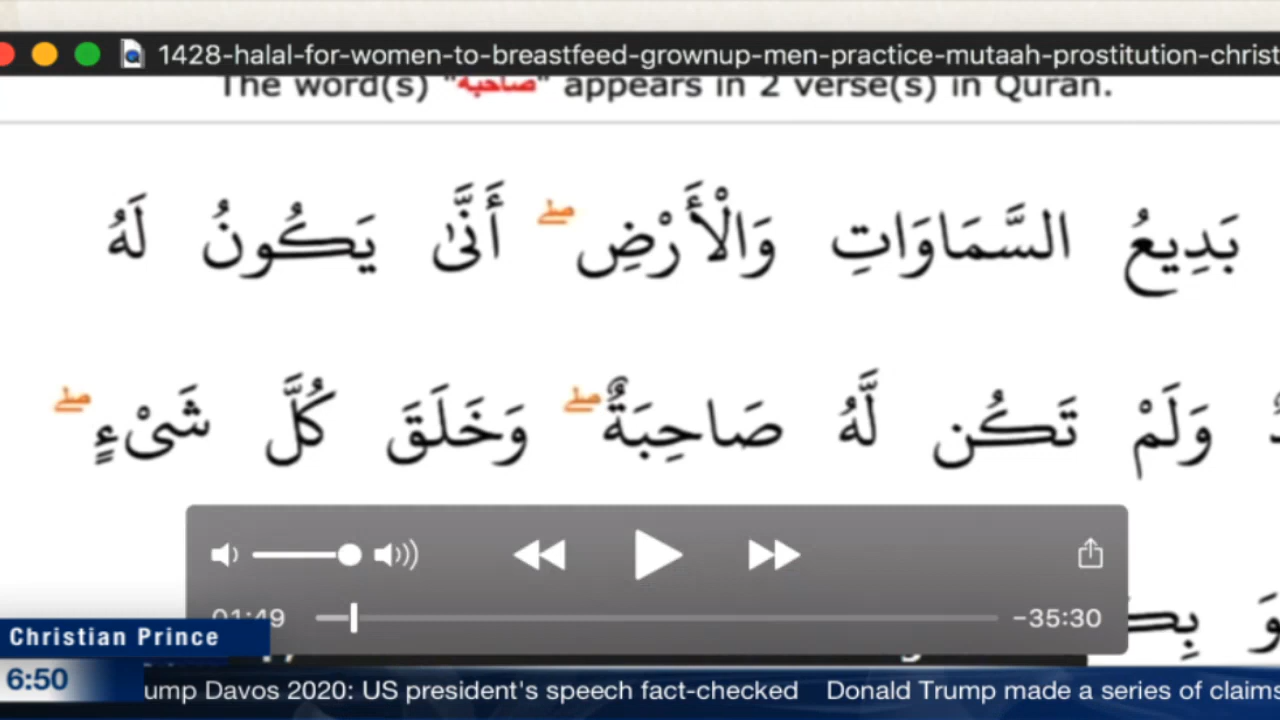 1428-halal-for-women-to-breastfeed-grownup-men-practice-mutaah-prostitution-christ
The word(s) "صاحبة" appears in 2 verse(s) in Quran.
بَدِيعُ السَّمَاوَاتِ وَالْأَرْضِ ۖ أَنَّىٰ يَكُونُ لَهُ
وَلَمْ تَكُن لَّهُ صَاحِبَةٌ ۖ وَخَلَقَ كُلَّ شَىْءٍ ۖ
01:49
-35:30
Christian Prince
6:50
ump Davos 2020: US president's speech fact-checked Donald Trump made a series of claims